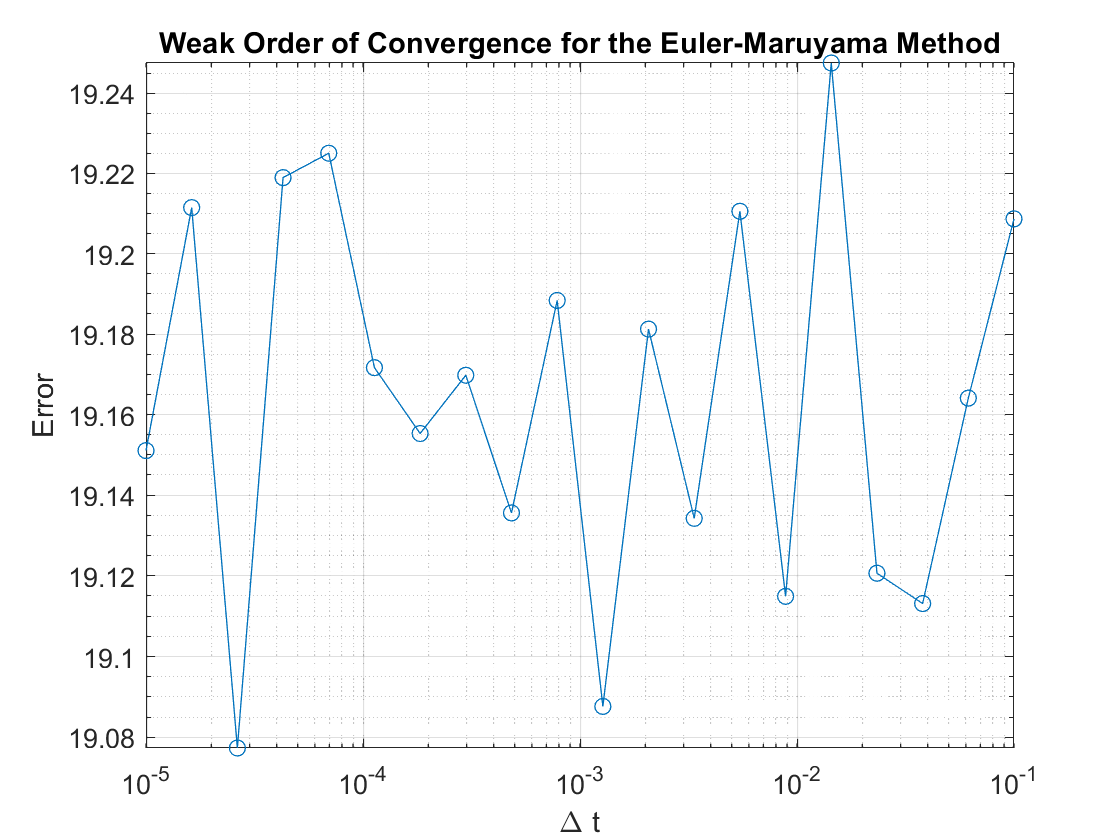 Weak Order of Convergence for the Euler-Maruyama Method
19.24
19.22
19.2
19.18
19.16
19.14
19.12
19.1
19.08
Error
10-5 10-4 10-3 10-2 10-1
Δ t